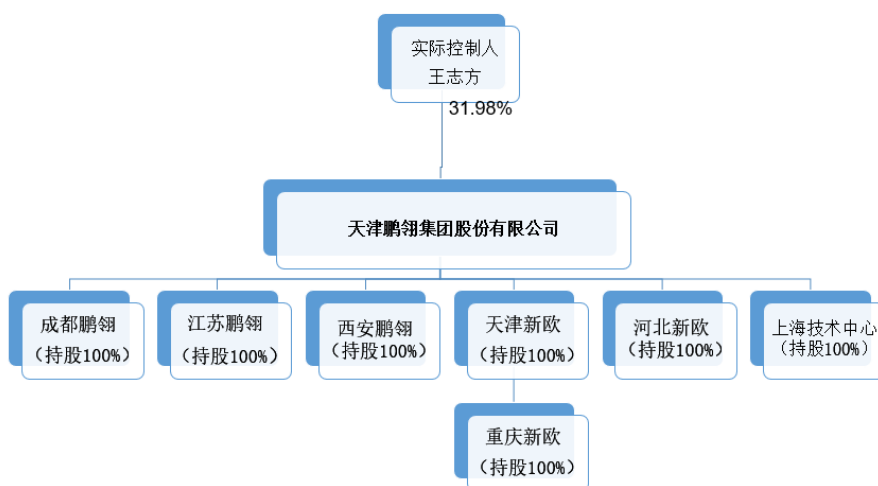 实际控制人
王志方
31.98%
天津鹏翎集团股份有限公司
成都鹏翎
（持股100%）
江苏鹏翎
（持股100%）
西安鹏翎
（持股100%）
天津新欧
（持股100%）
河北新欧
（持股100%）
上海技术中心
（持股100%）
重庆新欧
（持股100%）